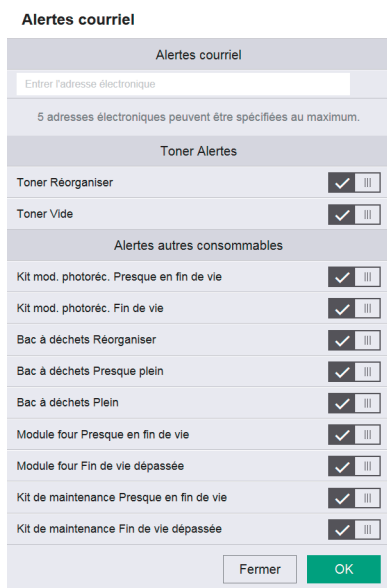 Alertes courriel
Alertes courriel
Entrer l'adresse électronique
5 adresses électroniques peuvent être spécifiées au maximum.
Toner Alertes
Toner Réorganiser
Toner Vide
Alertes autres consommables
Kit mod. photoréc. Presque en fin de vie
Kit mod. photoréc. Fin de vie
Bac à déchets Réorganiser
Bac à déchets Presque plein
Bac à déchets Plein
Module four Presque en fin de vie
Module four Fin de vie dépassée
Kit de maintenance Presque en fin de vie
Kit de maintenance Fin de vie dépassée
Fermer OK